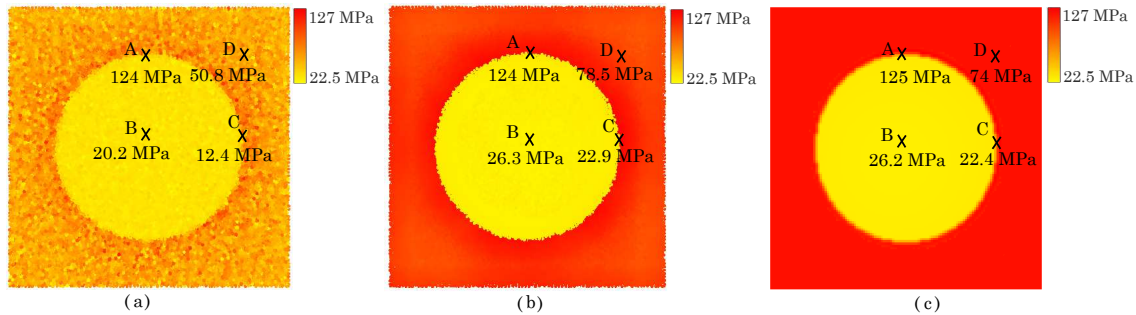 127 MPa
22.5 MPa
A
D
124 MPa
50.8 MPa
B
C
20.2 MPa
12.4 MPa
(a)
127 MPa
22.5 MPa
A
D
124 MPa
78.5 MPa
B
C
26.3 MPa
22.9 MPa
(b)
127 MPa
22.5 MPa
A
D
125 MPa
74 MPa
B
C
26.2 MPa
22.4 MPa
(c)